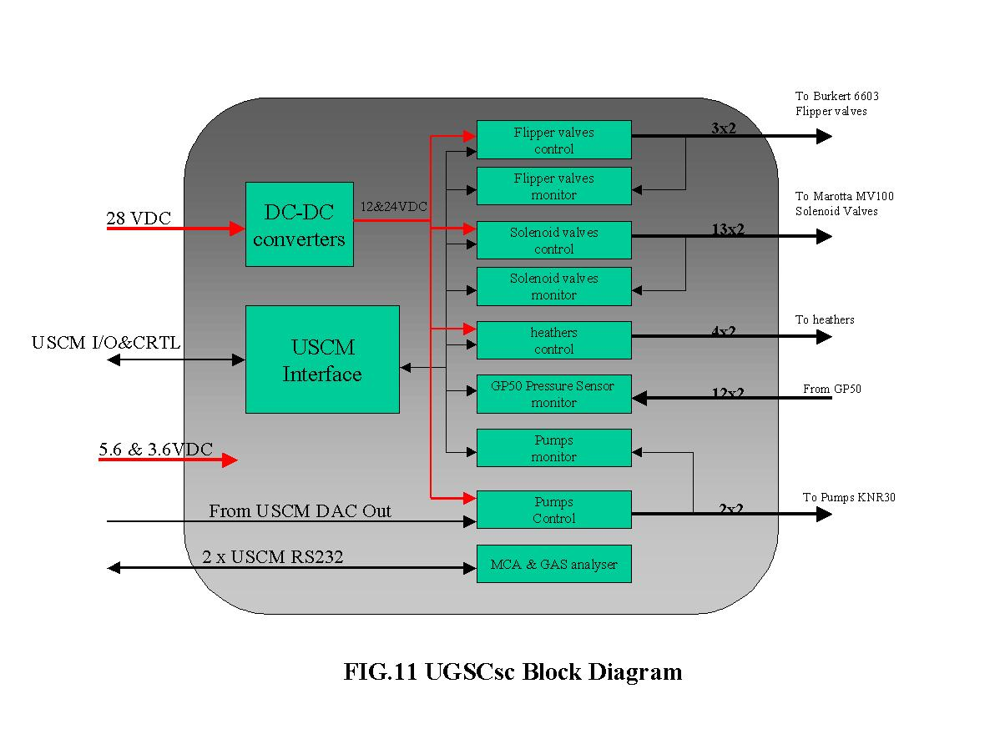 To Burkert 6603
Flipper valves
3x2
Flipper valves
control
Flipper valves
monitor
To Marotta MV100
Solenoid Valves
12&24VDC
28 VDC
DC-DC
converters
13x2
Solenoid valves
control
Solenoid valves
monitor
To heathers
4x2
heathers
control
USCM I/O&CRTL
USCM
Interface
GP50 Pressure Sensor
monitor
12x2
From GP50
5.6 & 3.6VDC
Pumps
monitor
To Pumps KNR30
From USCM DAC Out
Pumps
Control
2x2
2 x USCM RS232
MCA & GAS analyser
FIG.11 UGSCsc Block Diagram